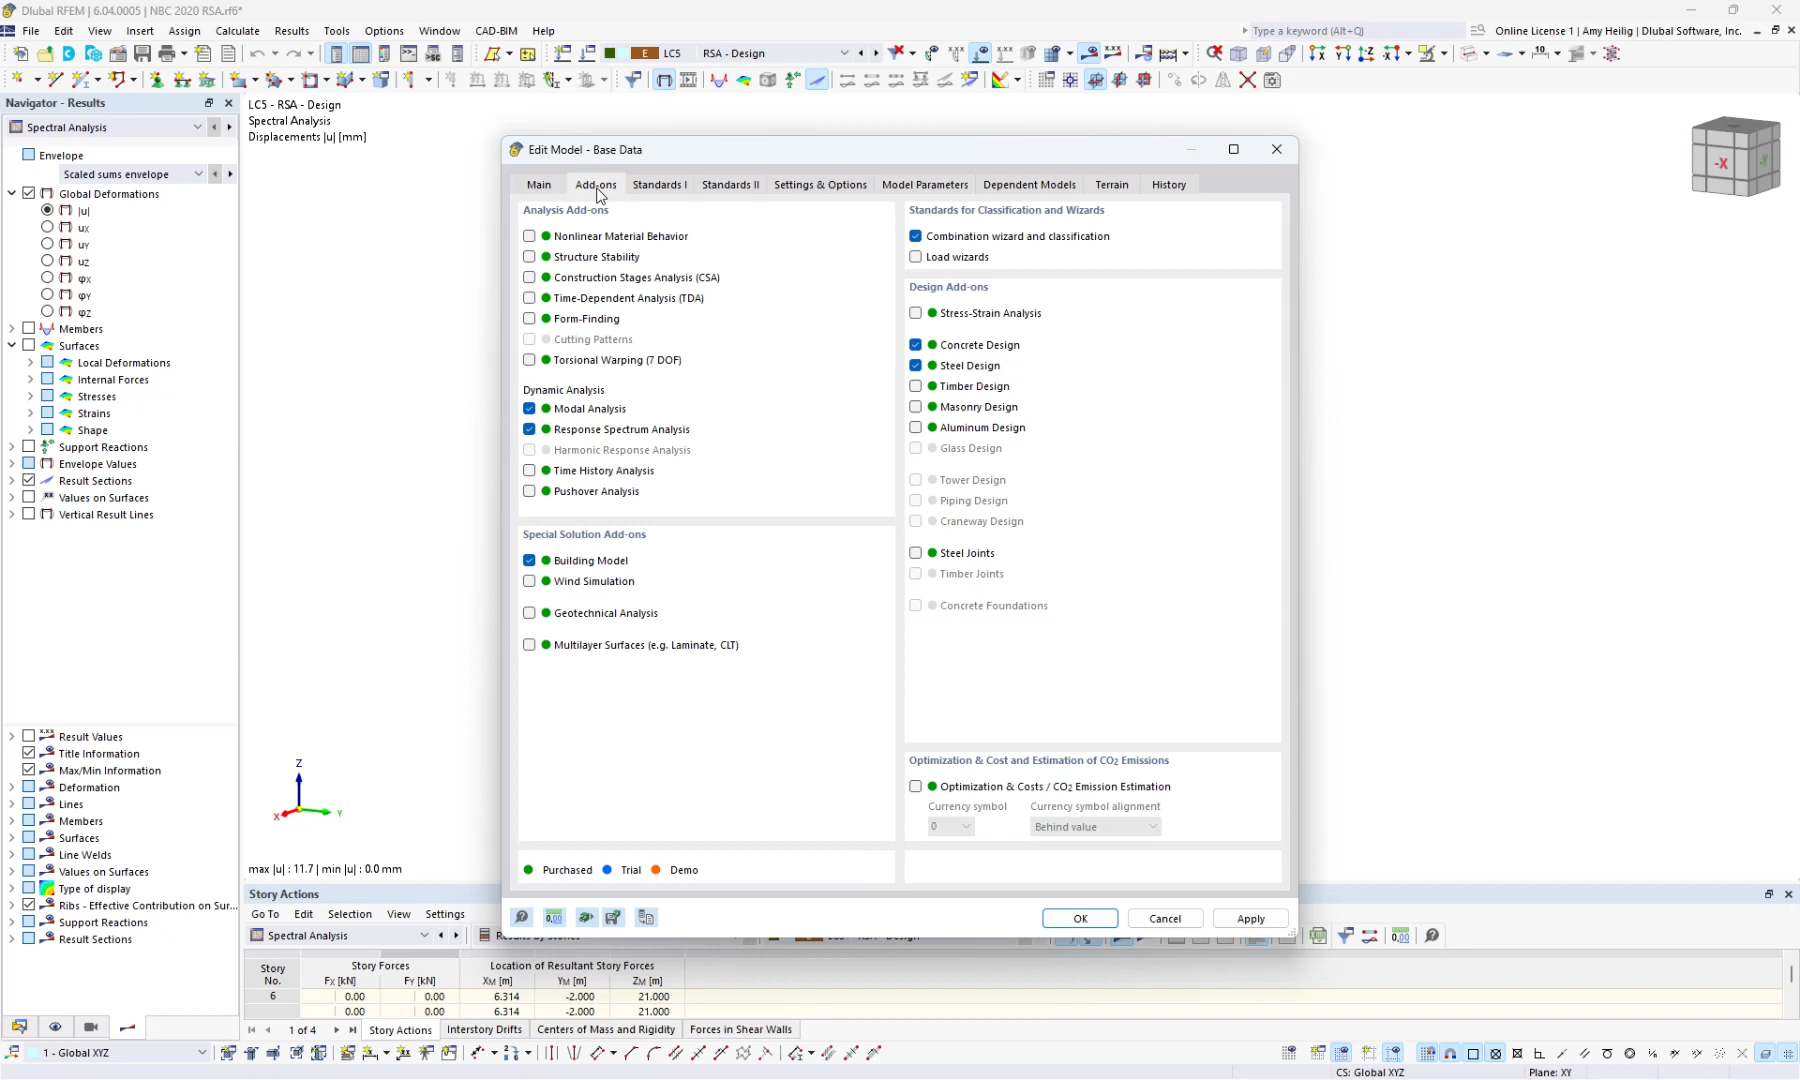 Dlubal RFEM | 6.04.0005 | NBC 2020 RSA.rf6*
File Edit View Insert Assign Calculate Results Tools Options Window CAD-BIM Help
Type a keyword (Alt+Q)
Online License 1 | Amy Heilig | Dlubal Software, Inc.
E LC5 RSA - Design
Navigator - Results
Spectral Analysis
Envelope
Scaled sums envelope
Global Deformations
|u|
uX
uY
uZ
φX
φY
φZ
Members
Surfaces
Local Deformations
Internal Forces
Stresses
Strains
Shape
Support Reactions
Envelope Values
Result Sections
Values on Surfaces
Vertical Result Lines
Result Values
Title Information
Max/Min Information
Deformation
Lines
Members
Surfaces
Line Welds
Values on Surfaces
Type of display
Ribs - Effective Contribution on Sur...
Support Reactions
Result Sections
LC5 - RSA - Design
Spectral Analysis
Displacements |u| [mm]
-X
-Y
Z
X
Y
max |u| : 11.7 | min |u| : 0.0 mm
Edit Model - Base Data
Main Add-ons Standards I Standards II Settings & Options Model Parameters Dependent Models Terrain History
Analysis Add-ons
Nonlinear Material Behavior
Structure Stability
Construction Stages Analysis (CSA)
Time-Dependent Analysis (TDA)
Form-Finding
Cutting Patterns
Torsional Warping (7 DOF)
Dynamic Analysis
Modal Analysis
Response Spectrum Analysis
Harmonic Response Analysis
Time History Analysis
Pushover Analysis
Special Solution Add-ons
Building Model
Wind Simulation
Geotechnical Analysis
Multilayer Surfaces (e.g. Laminate, CLT)
Purchased Trial Demo
Standards for Classification and Wizards
Combination wizard and classification
Load wizards
Design Add-ons
Stress-Strain Analysis
Concrete Design
Steel Design
Timber Design
Masonry Design
Aluminum Design
Glass Design
Tower Design
Piping Design
Craneway Design
Steel Joints
Timber Joints
Concrete Foundations
Optimization & Cost and Estimation of CO2 Emissions
Optimization & Costs / CO2 Emission Estimation
Currency symbol Currency symbol alignment
0 Behind value
OK Cancel Apply
Story Actions
Go To Edit Selection View Settings
Spectral Analysis
Story No. Story Forces Location of Resultant Story Forces
FX [kN] FY [kN] XM [m] YM [m] ZM [m]
6 0.00 0.00 6.314 -2.000 21.000
0.00 0.00 6.314 -2.000 21.000
1 of 4 Story Actions Interstory Drifts Centers of Mass and Rigidity Forces in Shear Walls
1 - Global XYZ
CS: Global XYZ Plane: XY